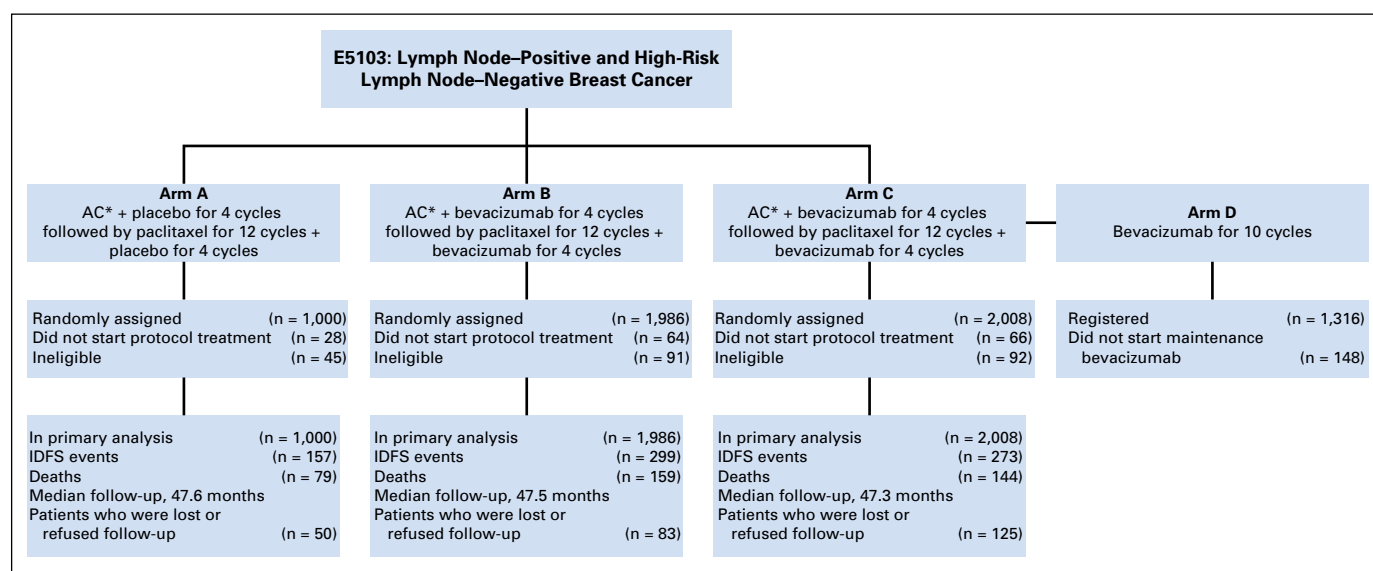 E5103: Lymph Node–Positive and High-Risk
Lymph Node–Negative Breast Cancer
Arm A
AC* + placebo for 4 cycles
followed by paclitaxel for 12 cycles +
placebo for 4 cycles
Arm B
AC* + bevacizumab for 4 cycles
followed by paclitaxel for 12 cycles +
bevacizumab for 4 cycles
Arm C
AC* + bevacizumab for 4 cycles
followed by paclitaxel for 12 cycles +
bevacizumab for 4 cycles
Arm D
Bevacizumab for 10 cycles
Randomly assigned (n = 1,000)
Did not start protocol treatment (n = 28)
Ineligible (n = 45)
Randomly assigned (n = 1,986)
Did not start protocol treatment (n = 64)
Ineligible (n = 91)
Randomly assigned (n = 2,008)
Did not start protocol treatment (n = 66)
Ineligible (n = 92)
Registered (n = 1,316)
Did not start maintenance
bevacizumab (n = 148)
In primary analysis (n = 1,000)
IDFS events (n = 157)
Deaths (n = 79)
Median follow-up, 47.6 months
Patients who were lost or
refused follow-up (n = 50)
In primary analysis (n = 1,986)
IDFS events (n = 299)
Deaths (n = 159)
Median follow-up, 47.5 months
Patients who were lost or
refused follow-up (n = 83)
In primary analysis (n = 2,008)
IDFS events (n = 273)
Deaths (n = 144)
Median follow-up, 47.3 months
Patients who were lost or
refused follow-up (n = 125)